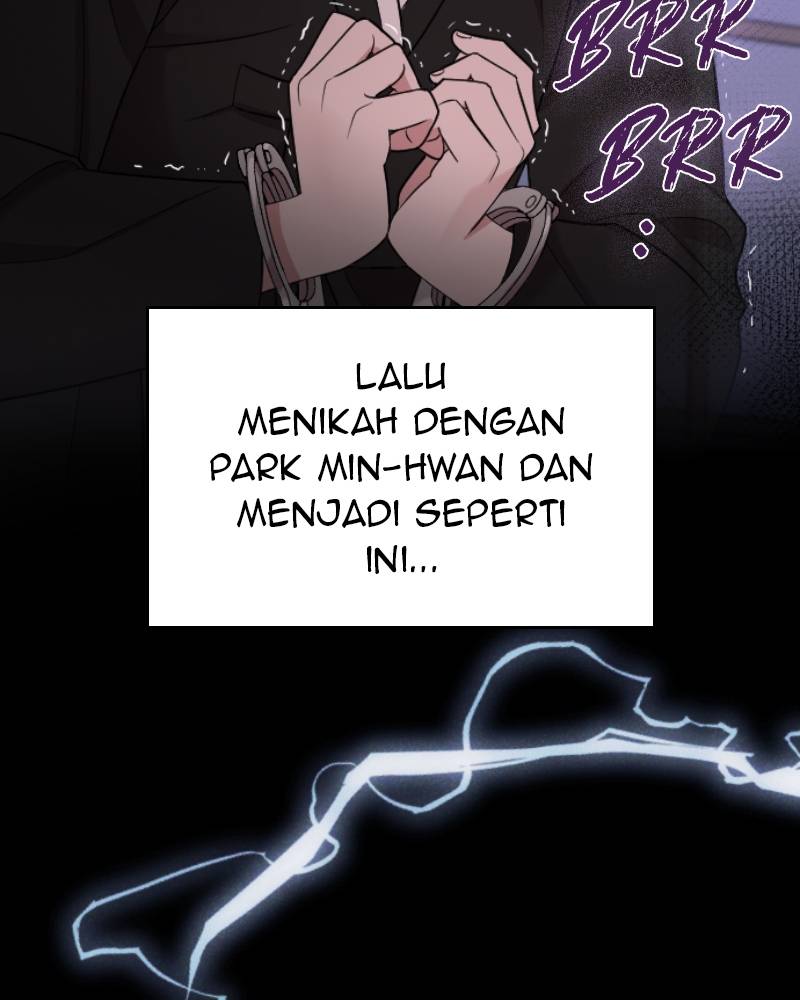 BRR
BRR
LALU
MENIKAH DENGAN
PARK MIN-HWAN DAN
MENJADI SEPERTI
INI...